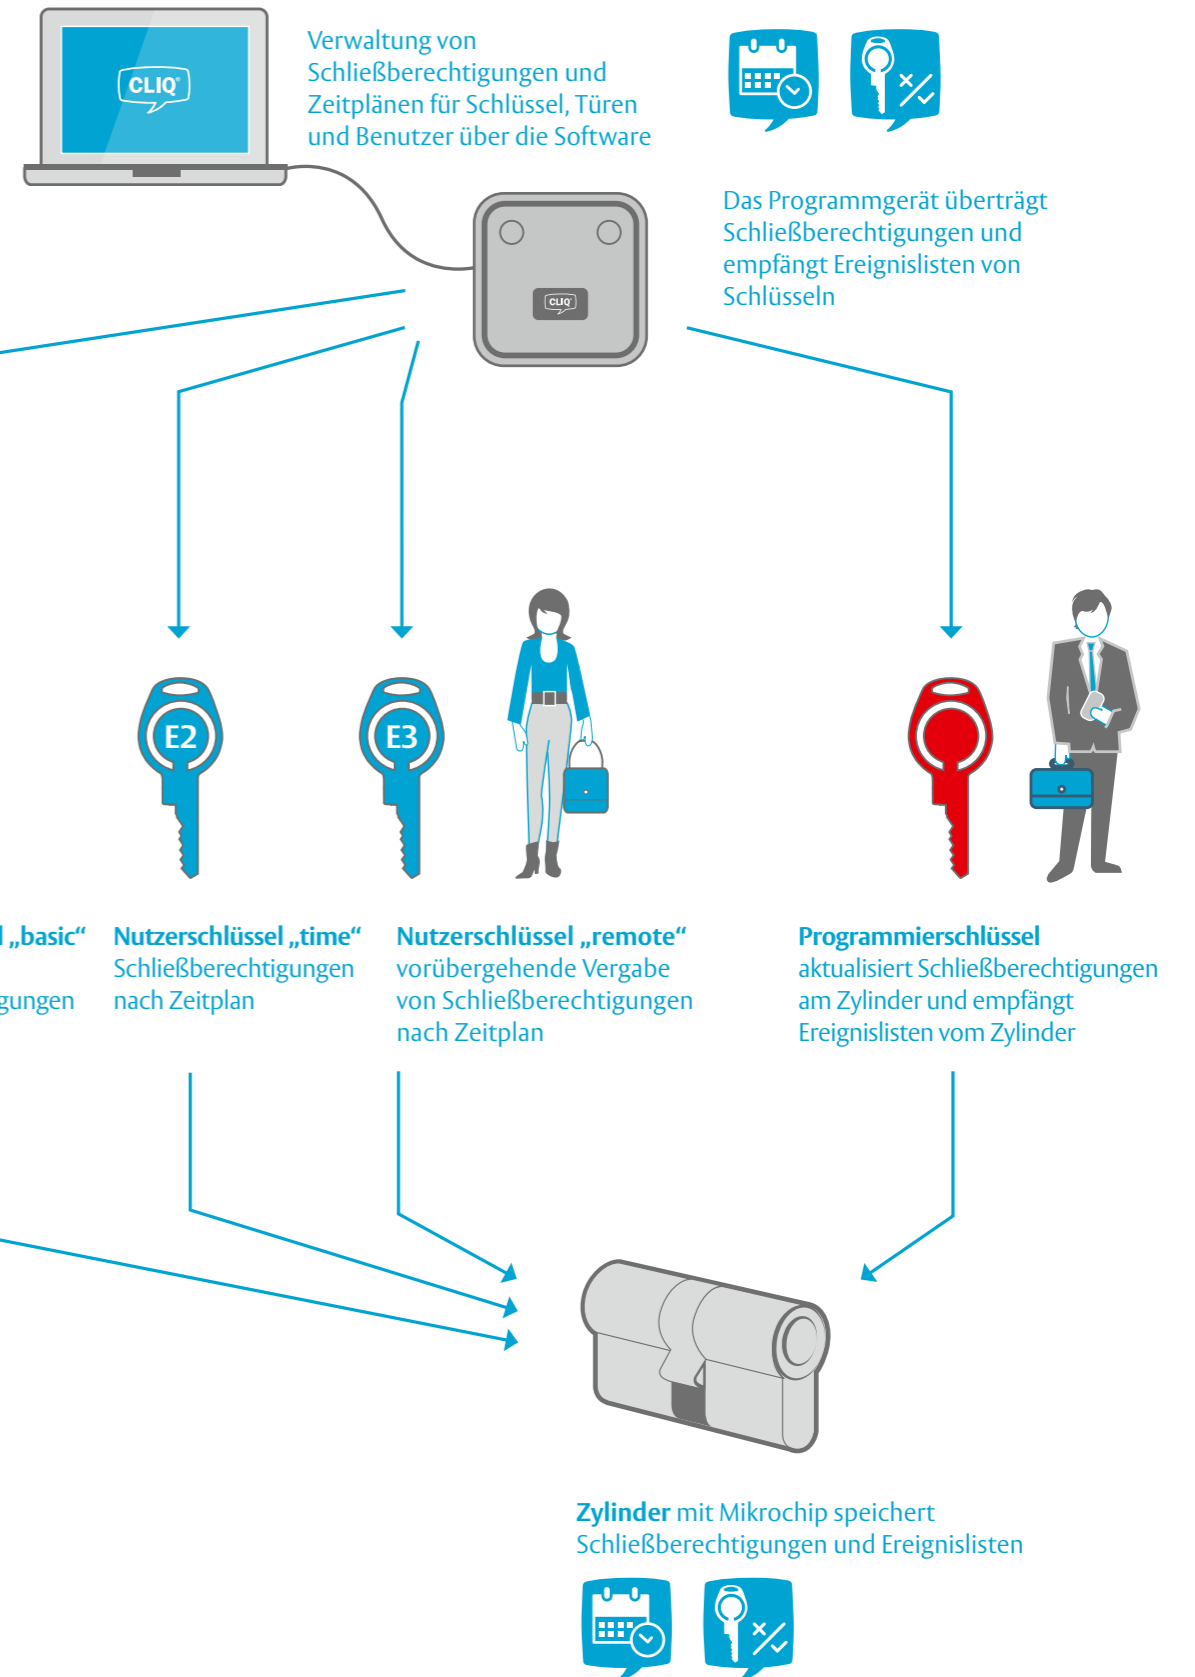 CLIQ
Verwaltung von
Schließberechtigungen und
Zeitplänen für Schlüssel, Türen
und Benutzer über die Software
Das Programmgerät überträgt
Schließberechtigungen und
empfängt Ereignislisten von
Schlüsseln
CLIQ
E2
E3
l „basic“
gungen
Nutzerschlüssel „time“
Schließberechtigungen
nach Zeitplan
Nutzerschlüssel „remote“
vorübergehende Vergabe
von Schließberechtigungen
nach Zeitplan
Programmierschlüssel
aktualisiert Schließberechtigungen
am Zylinder und empfängt
Ereignislisten vom Zylinder
Zylinder mit Mikrochip speichert
Schließberechtigungen und Ereignislisten